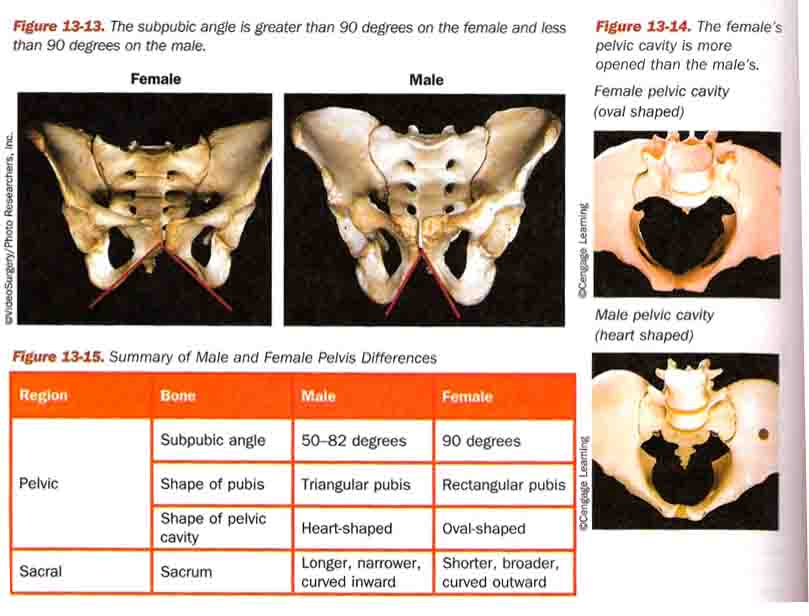 Figure 13-13. The subpubic angle is greater than 90 degrees on the female and less
than 90 degrees on the male.
Female
Male
©VideoSurgery/Photo Researchers, Inc.
Figure 13-14. The female's
pelvic cavity is more
opened than the male's.
Female pelvic cavity
(oval shaped)
©Cengage Learning
Male pelvic cavity
(heart shaped)
©Cengage Learning
Figure 13-15. Summary of Male and Female Pelvis Differences
Region Bone Male Female
Pelvic
Subpubic angle 50–82 degrees 90 degrees
Shape of pubis Triangular pubis Rectangular pubis
Shape of pelvic
cavity
Heart-shaped Oval-shaped
Sacral Sacrum
Longer, narrower,
curved inward
Shorter, broader,
curved outward